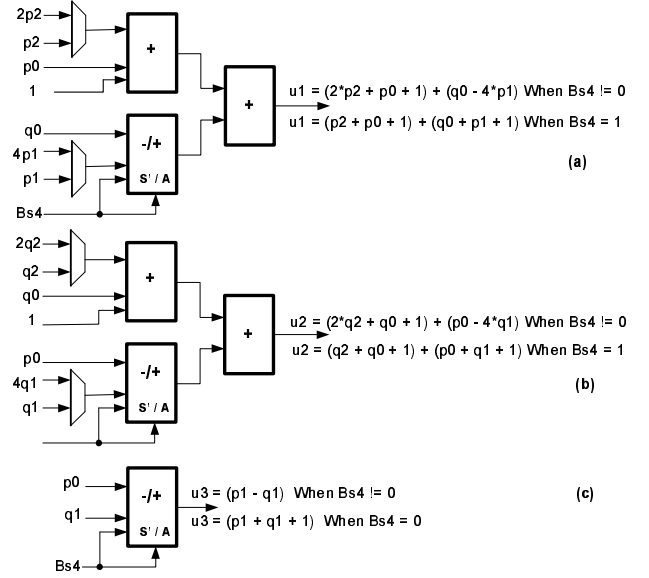 2p2
p2
p0
1
+
+
u1 = (2*p2 + p0 + 1) + (q0 - 4*p1) When Bs4 != 0
u1 = (p2 + p0 + 1) + (q0 + p1 + 1) When Bs4 = 1
q0
4p1
p1
-/+
S' / A
Bs4
(a)
2q2
q2
q0
1
+
+
u2 = (2*q2 + q0 + 1) + (p0 - 4*q1) When Bs4 != 0
u2 = (q2 + q0 + 1) + (p0 + q1 + 1) When Bs4 = 1
p0
4q1
q1
-/+
S' / A
(b)
p0
q1
-/+
S' / A
Bs4
u3 = (p1 - q1) When Bs4 != 0
u3 = (p1 + q1 + 1) When Bs4 = 0
(c)